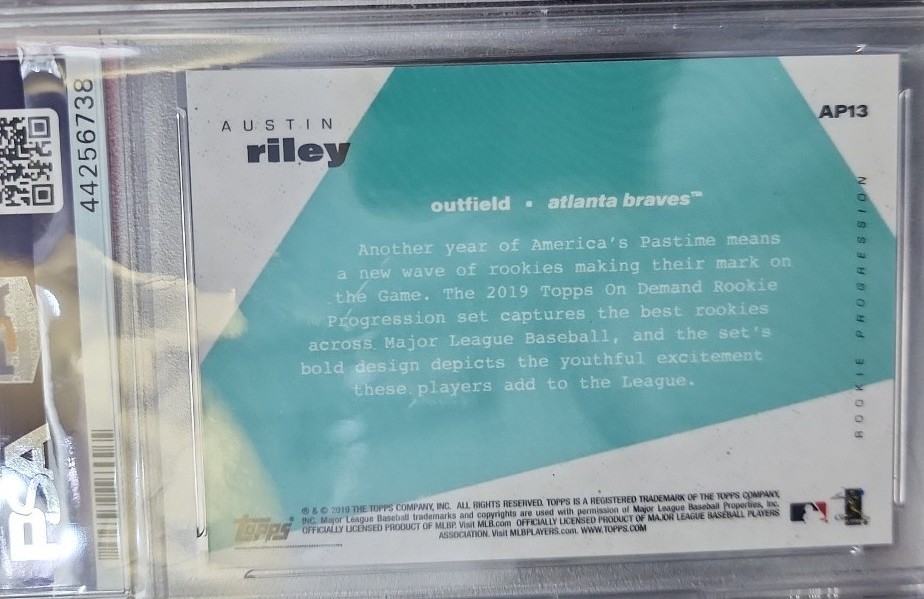 44256738
PSA
AUSTIN
riley
AP13
outfield • atlanta braves™
Another year of America's Pastime means
a new wave of rookies making their mark on
the Game. The 2019 Topps On Demand Rookie
Progression set captures the best rookies
across Major League Baseball, and the set's
bold design depicts the youthful excitement
these players add to the League.
ROOKIE PROGRESSION
topps
® & © 2019 THE TOPPS COMPANY, INC. ALL RIGHTS RESERVED. TOPPS IS A REGISTERED TRADEMARK OF THE TOPPS COMPANY,
INC. Major League Baseball trademarks and copyrights are used with permission of Major League Baseball Properties, Inc.
OFFICIALLY LICENSED PRODUCT OF MLBP. Visit MLB.com OFFICIALLY LICENSED PRODUCT OF MAJOR LEAGUE BASEBALL PLAYERS
ASSOCIATION. Visit MLBPLAYERS.com. WWW.TOPPS.COM